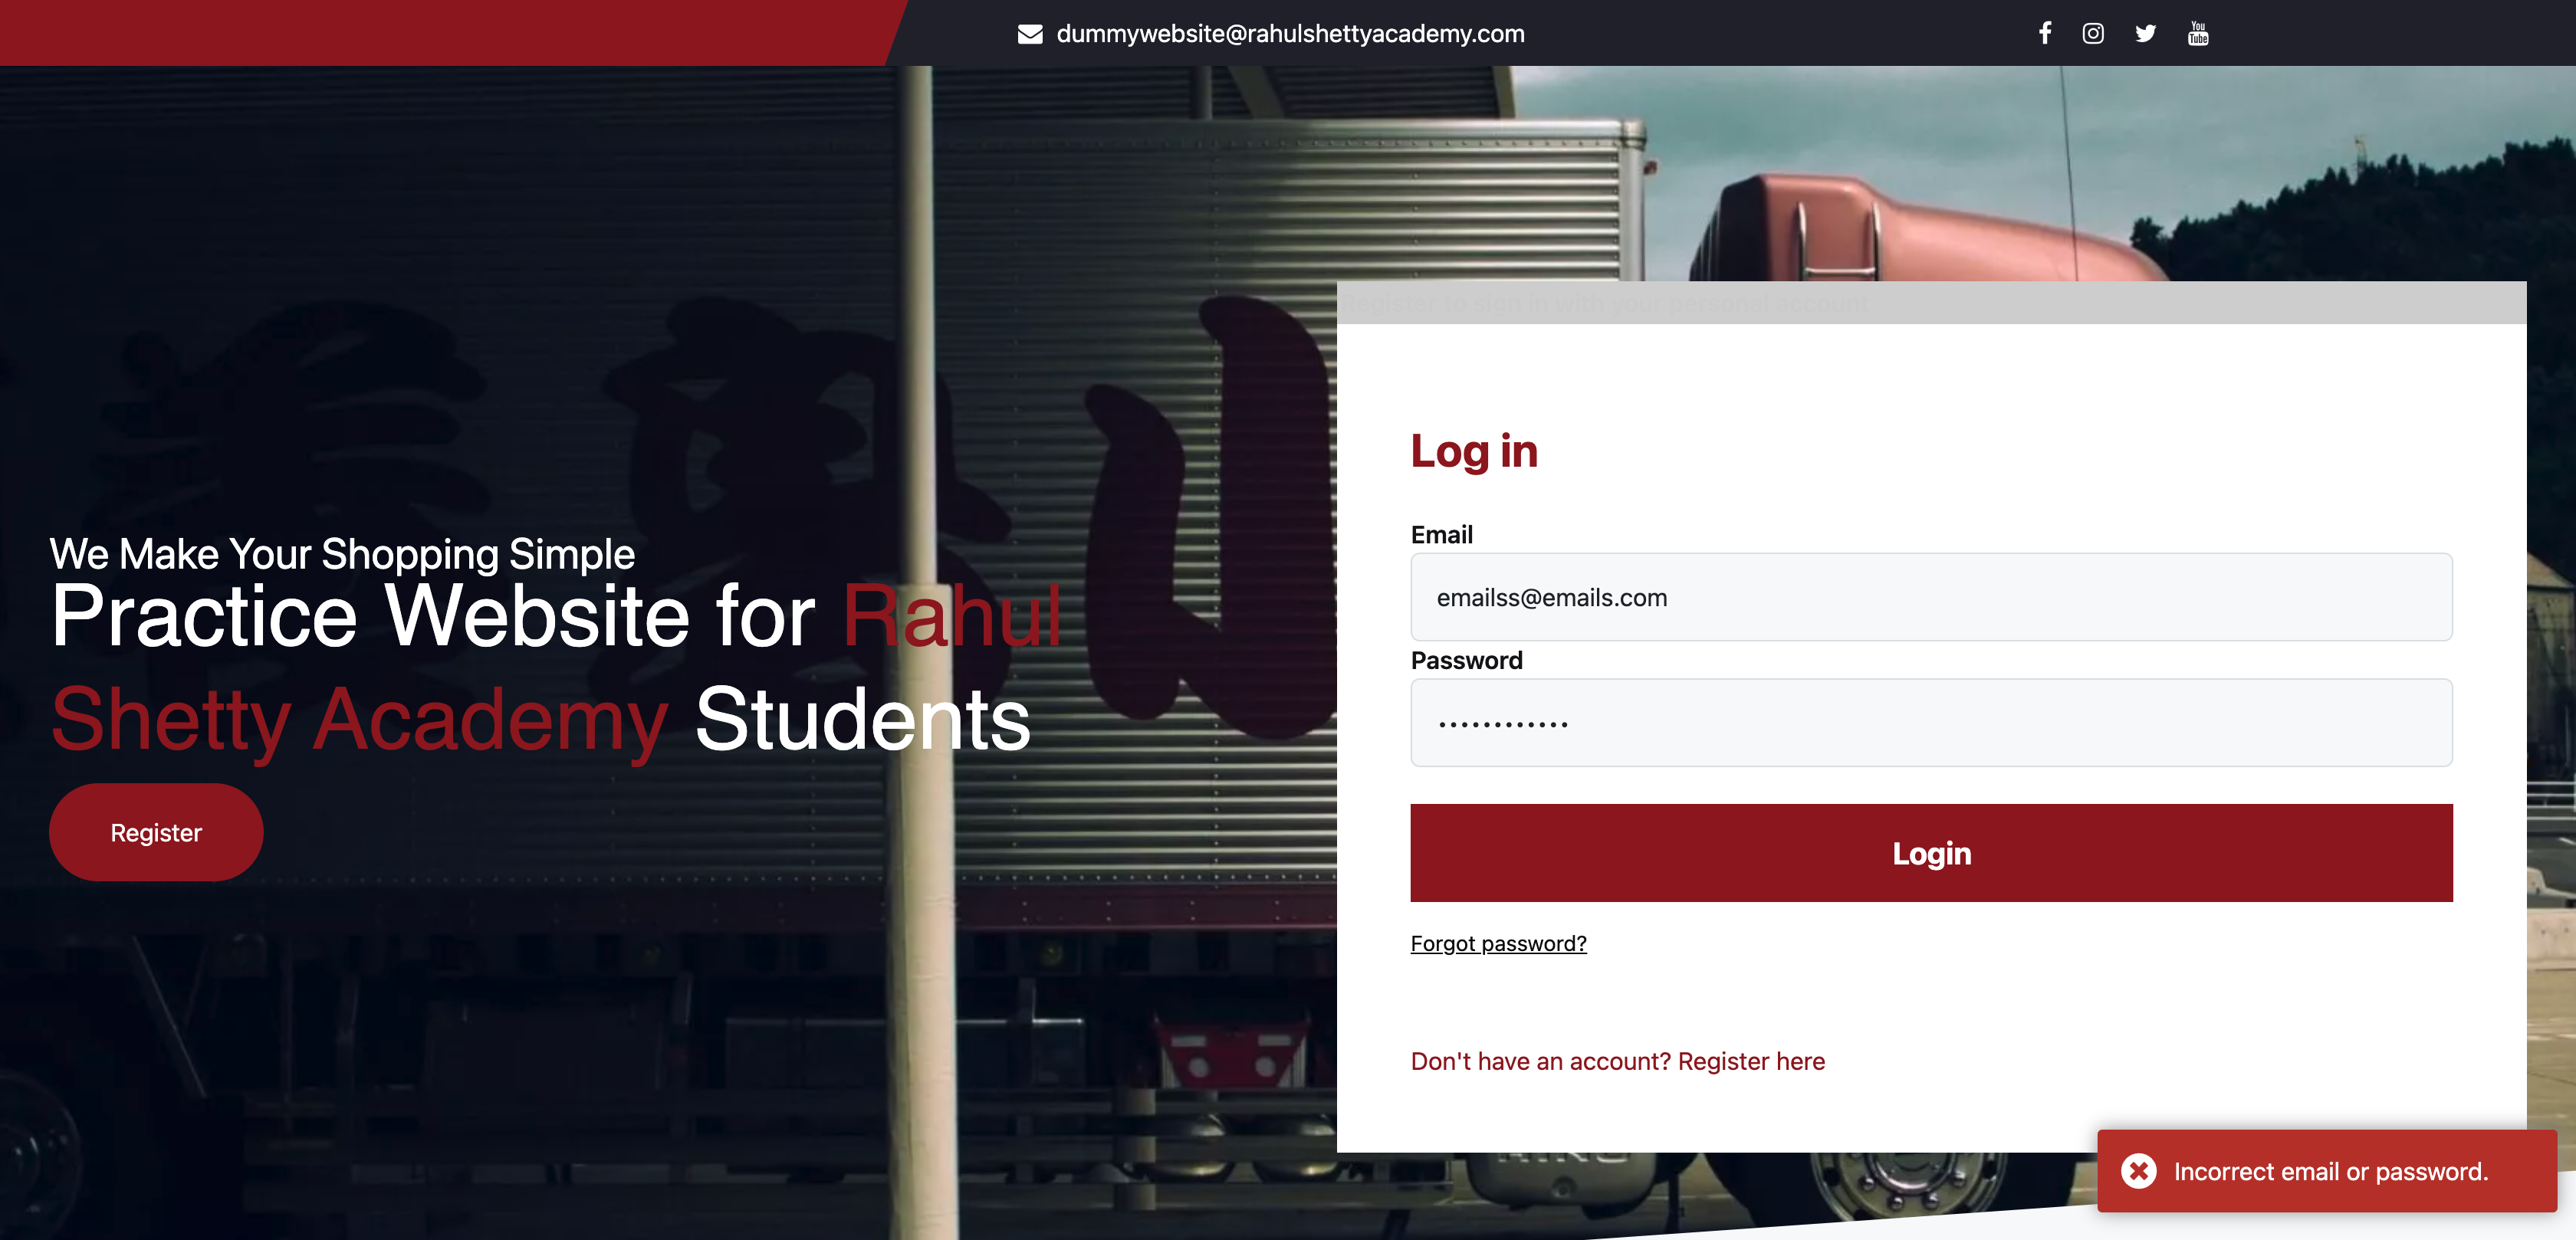 dummywebsite@rahulshettyacademy.com
You
Tube
Register to sign in with your personal account
We Make Your Shopping Simple
Practice Website for Rahul
Shetty Academy Students
Register
Log in
Email
emailss@emails.com
Password
••••••••••••
Login
Forgot password?
Don't have an account? Register here
Incorrect email or password.